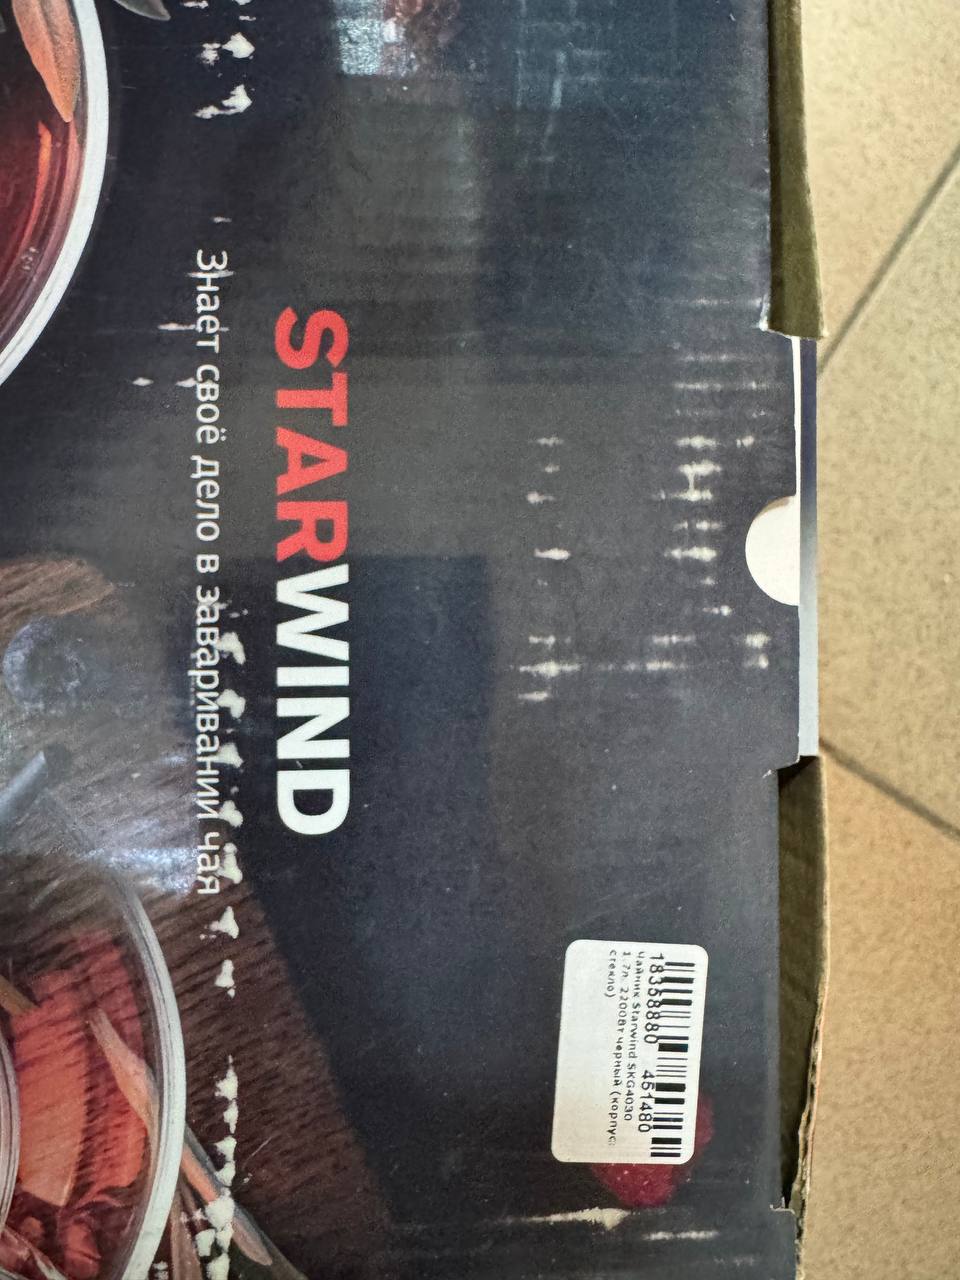 STARWIND
Знает своё дело в заваривании чая
18358880 451480
Чайник Starwind SKG4030
1.7л. 2200Вт черный (корпус:
стекло)